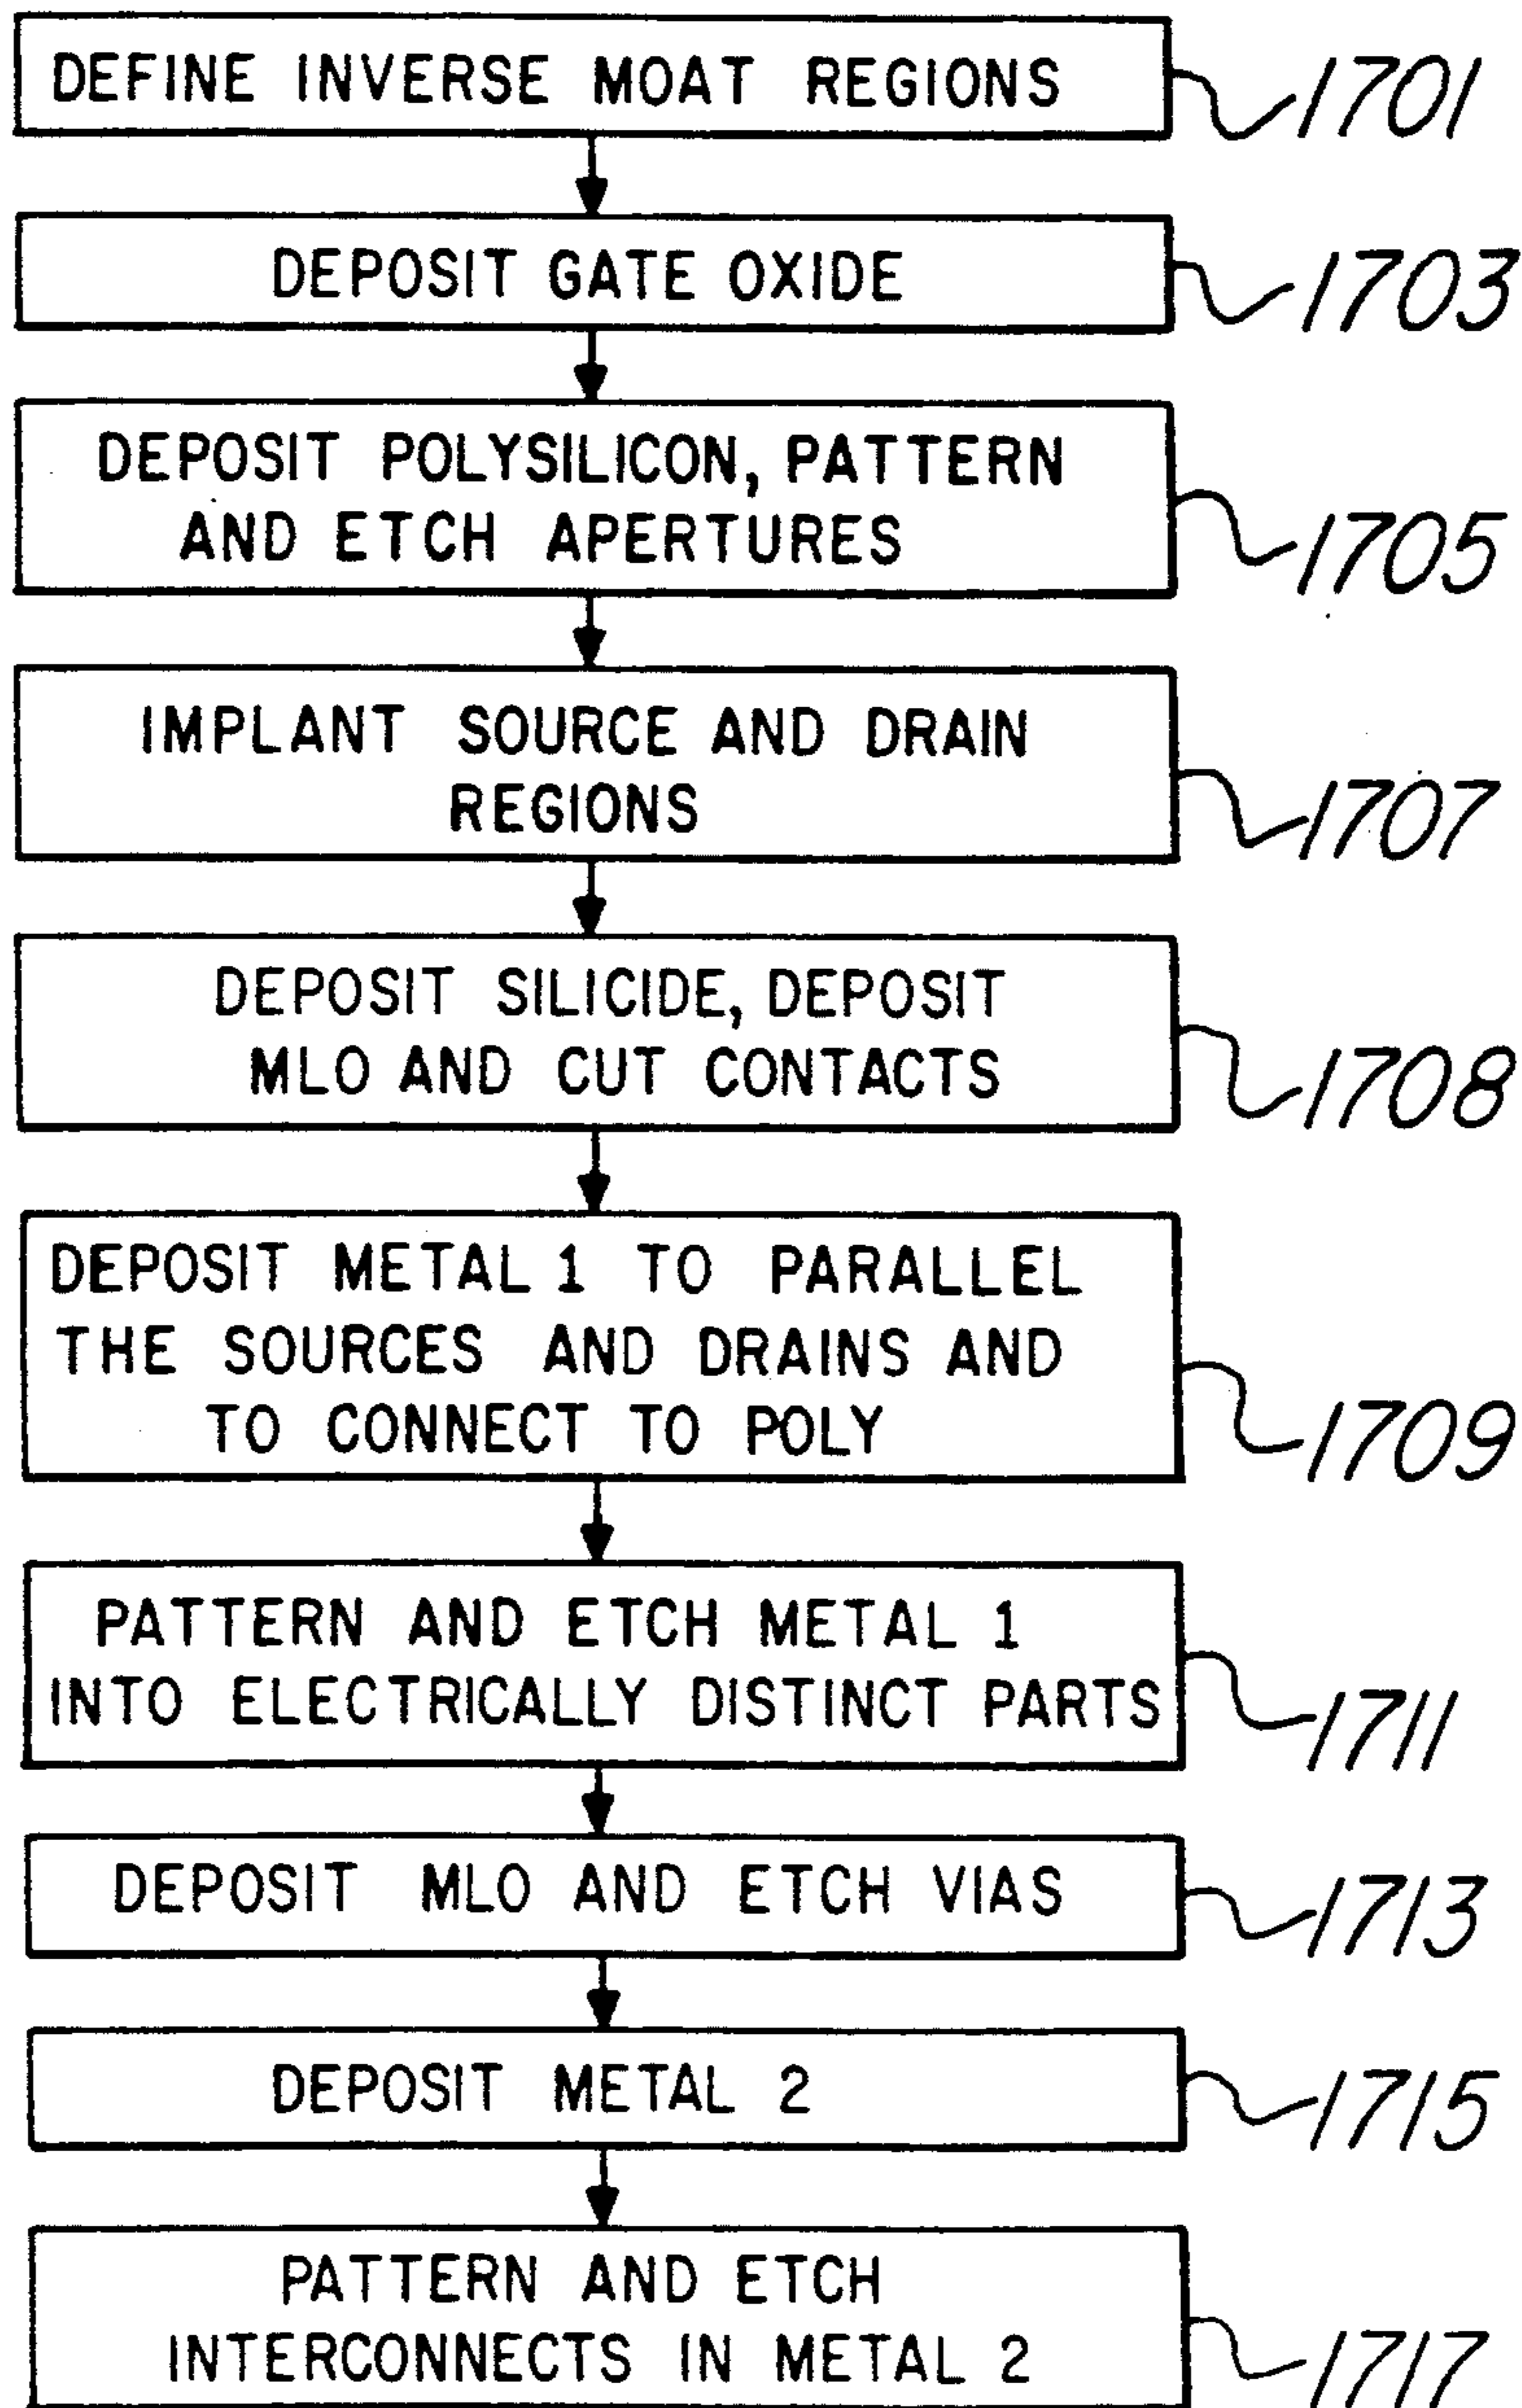 DEFINE INVERSE MOAT REGIONS
1701
DEPOSIT GATE OXIDE
1703
DEPOSIT POLYSILICON, PATTERN
AND ETCH APERTURES
1705
IMPLANT SOURCE AND DRAIN
REGIONS
1707
DEPOSIT SILICIDE, DEPOSIT
MLO AND CUT CONTACTS
1708
DEPOSIT METAL 1 TO PARALLEL
THE SOURCES AND DRAINS AND
TO CONNECT TO POLY
1709
PATTERN AND ETCH METAL 1
INTO ELECTRICALLY DISTINCT PARTS
1711
DEPOSIT MLO AND ETCH VIAS
1713
DEPOSIT METAL 2
1715
PATTERN AND ETCH
INTERCONNECTS IN METAL 2
1717